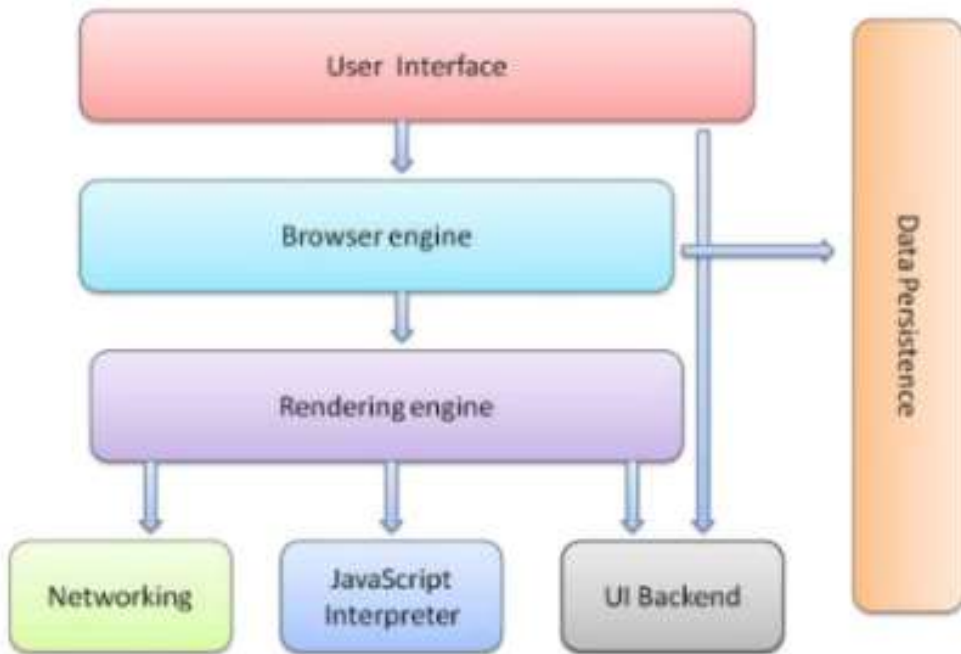 User Interface
Browser engine
Rendering engine
Networking
JavaScript
Interpreter
UI Backend
Data Persistence